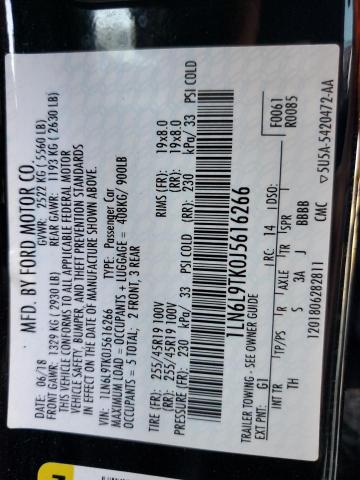 MFD. BY FORD MOTOR CO.
DATE: 06/18 GVWR: 2522 KG ( 5560 LB)
FRONT GAWR: 1329 KG ( 2930 LB) REAR GAWR: 1193 KG ( 2630 LB)
THIS VEHICLE CONFORMS TO ALL APPLICABLE FEDERAL MOTOR
VEHICLE SAFETY, BUMPER, AND THEFT PREVENTION STANDARDS
IN EFFECT ON THE DATE OF MANUFACTURE SHOWN ABOVE.
VIN: 1LN6L9TK0J5616266 TYPE: Passenger Car
MAXIMUM LOAD = OCCUPANTS + LUGGAGE = 408KG/ 900LB
OCCUPANTS = 5 TOTAL; 2 FRONT, 3 REAR
TIRE (FR): 255/45R19 100V RIMS (FR): 19x8.0
TIRE (RR): 255/45R19 100V (RR): 19x8.0
PRESSURE (FR): 230 kPa/ 33 PSI COLD (RR): 230 kPa/ 33 PSI COLD
1LN6L9TK0J5616266
TRAILER TOWING - SEE OWNER GUIDE F0061
EXT PNT: G1 RC: 14 DSO: R0085
INT TR TP/PS R AXLE TR SPR
TH S 3A J BBBB
1Z01806282811 CMC ▽5U5A-5420472-AA